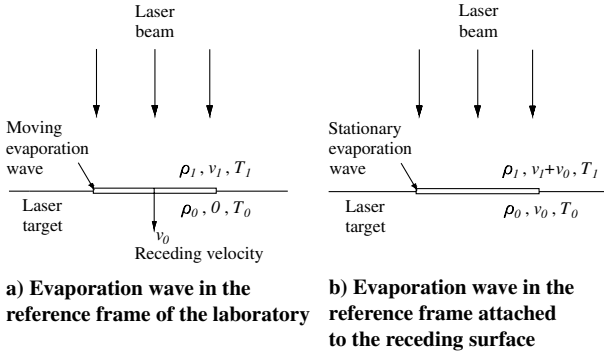 Laser
beam
Moving
evaporation
wave
ρ₁ , v₁ , T₁
Laser
target
ρ₀ , 0 , T₀
v₀
Receding velocity
a) Evaporation wave in the
reference frame of the laboratory
Laser
beam
Stationary
evaporation
wave
ρ₁ , v₁+v₀ , T₁
Laser
target
ρ₀ , v₀ , T₀
b) Evaporation wave in the
reference frame attached
to the receding surface